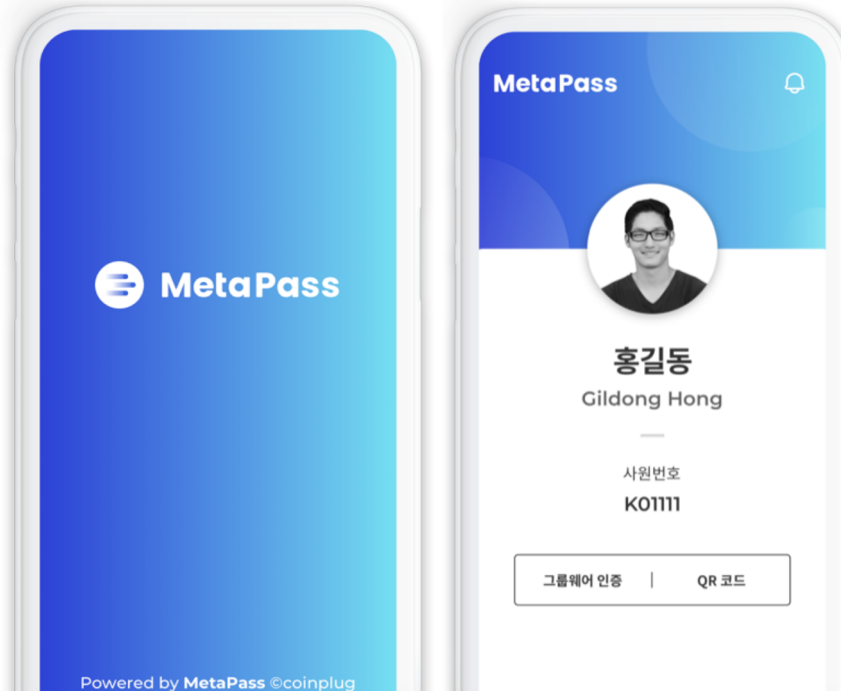 MetaPass
Powered by MetaPass ©coinplug
MetaPass
홍길동
Gildong Hong
사원번호
K01111
그룹웨어 인증 | QR 코드